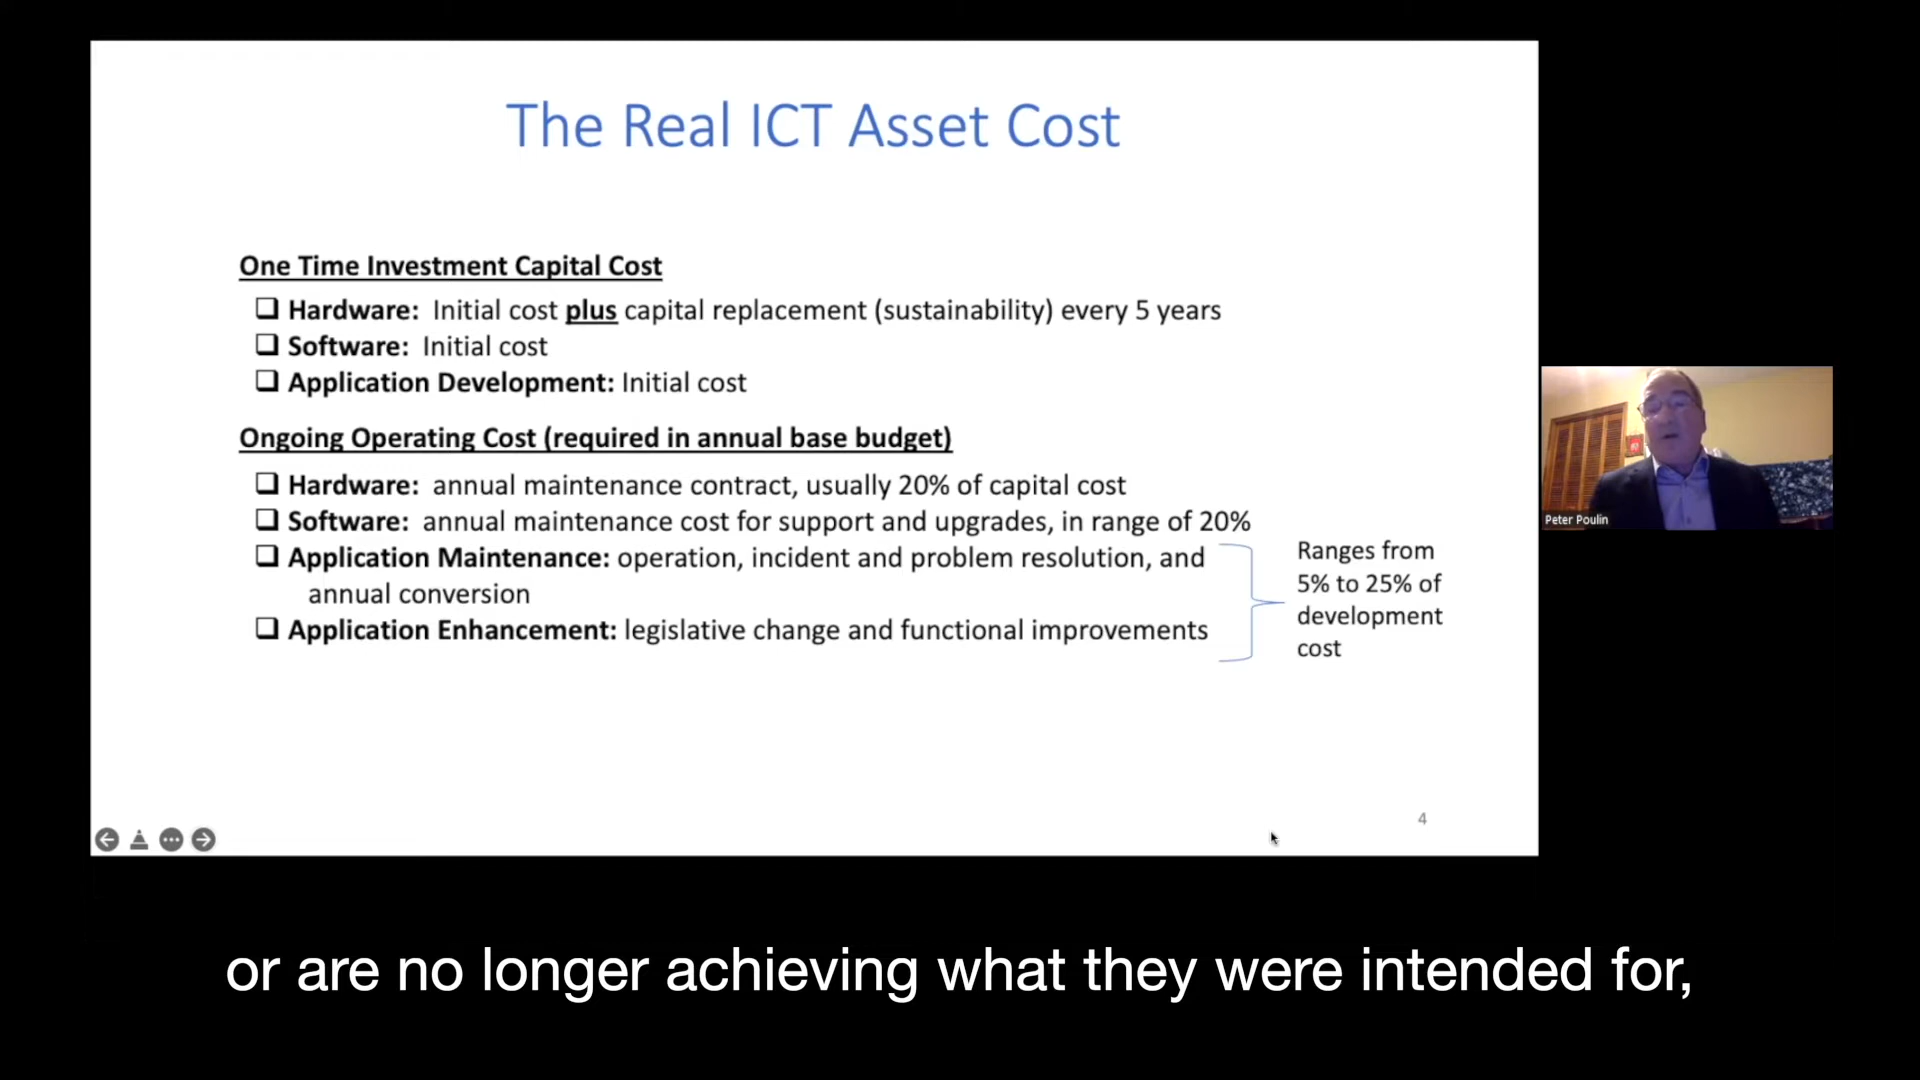 The Real ICT Asset Cost
One Time Investment Capital Cost
Hardware: Initial cost plus capital replacement (sustainability) every 5 years
Software: Initial cost
Application Development: Initial cost
Ongoing Operating Cost (required in annual base budget)
Hardware: annual maintenance contract, usually 20% of capital cost
Software: annual maintenance cost for support and upgrades, in range of 20%
Application Maintenance: operation, incident and problem resolution, and
annual conversion
Application Enhancement: legislative change and functional improvements
Ranges from
5% to 25% of
development
cost
4
Peter Poulin
or are no longer achieving what they were intended for,